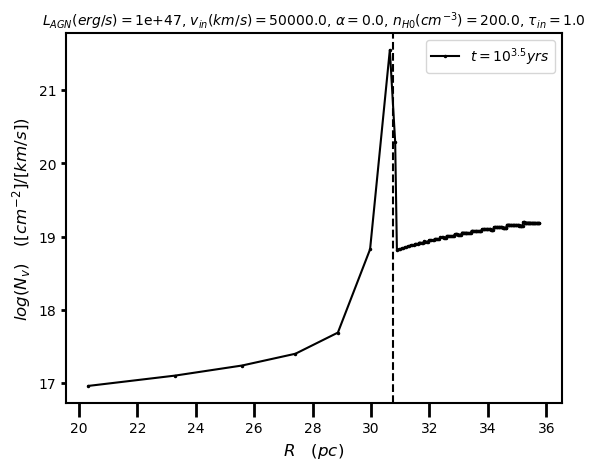 L_AGN(erg/s) = 1e+47, v_in(km/s) = 50000.0, α = 0.0, n_H0(cm⁻³) = 200.0, τ_in = 1.0
t = 10^3.5 yrs
log(N_v) ([cm⁻²]/[km/s])
21
20
19
18
17
20 22 24 26 28 30 32 34 36
R (pc)